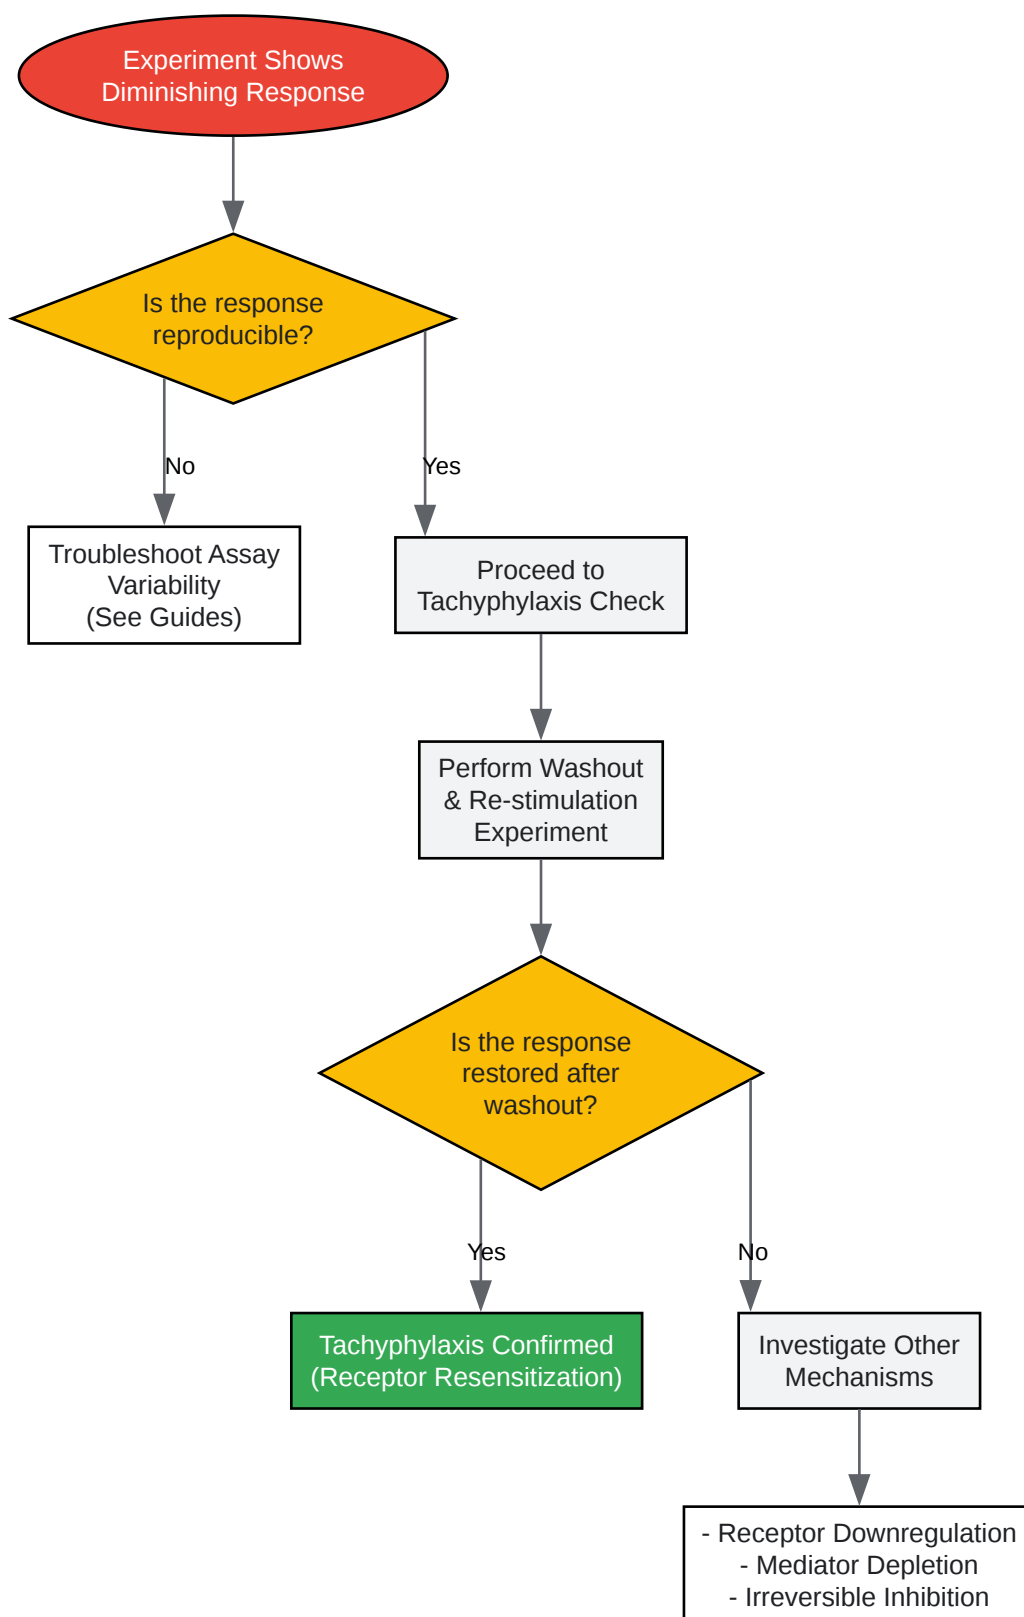 Experiment Shows
Diminishing Response
Is the response
reproducible?
No
Yes
Troubleshoot Assay
Variability
(See Guides)
Proceed to
Tachyphylaxis Check
Perform Washout
& Re-stimulation
Experiment
Is the response
restored after
washout?
Yes
No
Tachyphylaxis Confirmed
(Receptor Resensitization)
Investigate Other
Mechanisms
- Receptor Downregulation
- Mediator Depletion
- Irreversible Inhibition